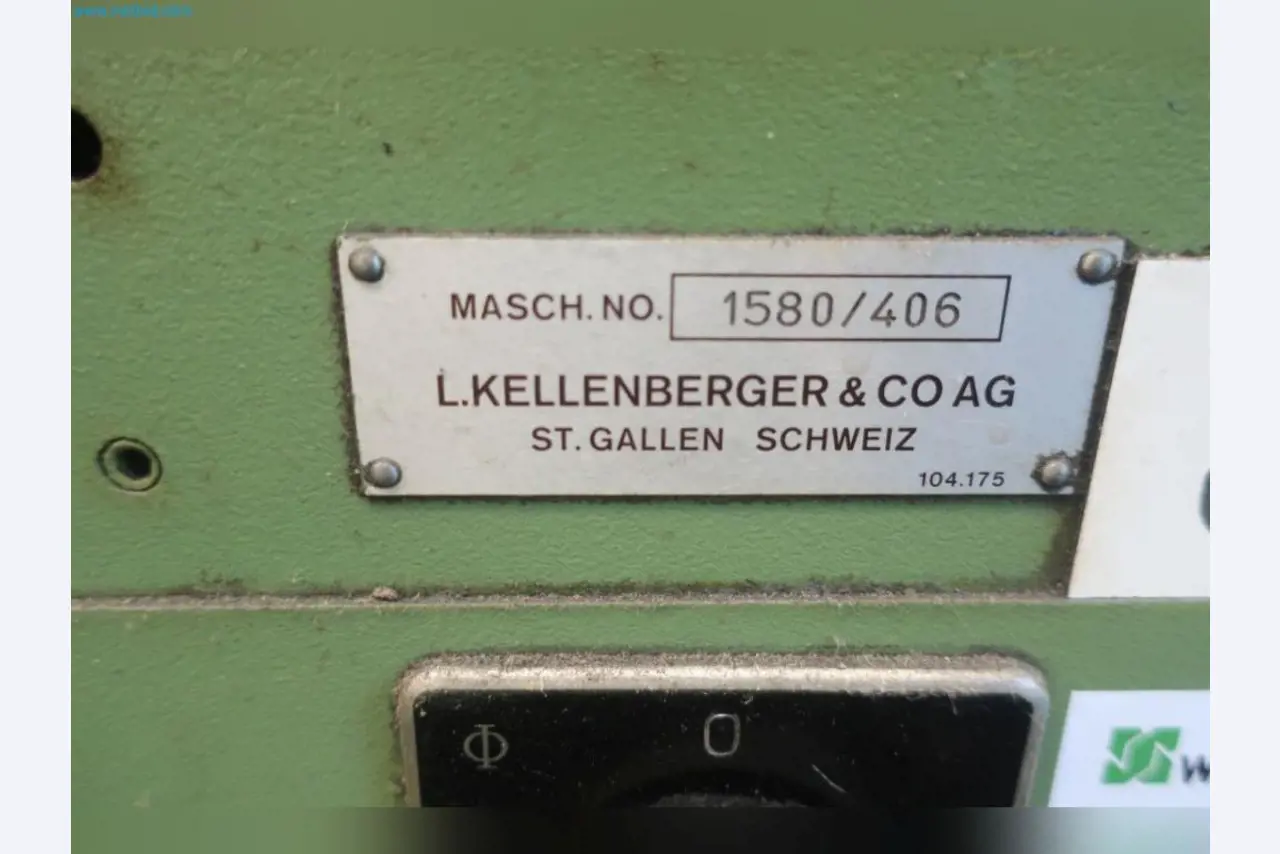 MASCH. NO. 1580/406
L.KELLENBERGER & CO AG
ST. GALLEN SCHWEIZ
104.175
Φ 0